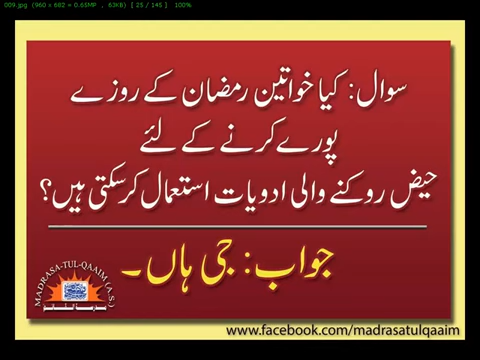 009.jpg (960 x 682 = 0.65MP , 63KB) [ 25 / 145 ] 100%
سوال: کیا خواتین رمضان کے روزے
پورے کرنے کے لئے
حیض روکنے والی ادویات استعمال کرسکتی ہیں؟
جواب: جی ہاں۔
MADRASA-TUL-QAAIM (A.S)
www.facebook.com/madrasatulqaaim